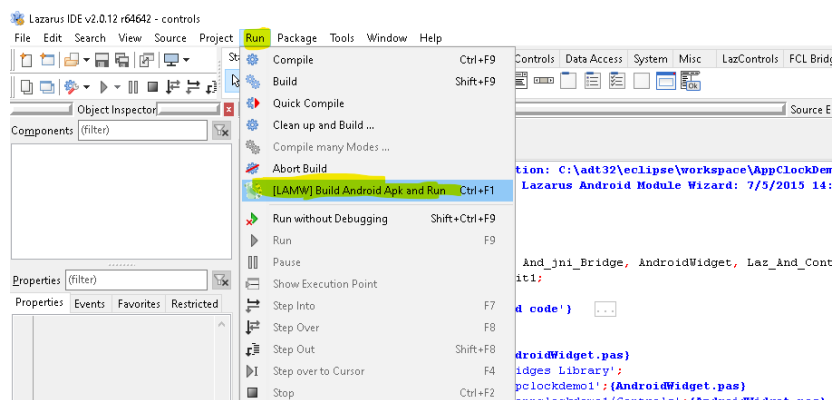 Lazarus IDE v2.0.12 r64642 - controls
File Edit Search View Source Project Run Package Tools Window Help
Compile Ctrl+F9
Controls Data Access System Misc LazControls FCL Bridg
Build Shift+F9
Quick Compile
Object Inspector
Source E
Clean up and Build ...
Components (filter)
Compile many Modes ...
Abort Build
tion: C:\adt32\eclipse\workspace\AppClockDem
[LAMW] Build Android Apk and Run Ctrl+F1
Lazarus Android Module Wizard: 7/5/2015 14:
Run without Debugging Shift+Ctrl+F9
Run F9
Pause
And_jni_Bridge, AndroidWidget, Laz_And_Cont
Properties (filter)
Show Execution Point
it1;
Properties Events Favorites Restricted
Step Into F7
d code'} ...
Step Over F8
Step Out Shift+F8
droidWidget.pas}
Step over to Cursor F4
idges Library';
pclockdemo1';{AndroidWidget.pas}
Stop Ctrl+F2